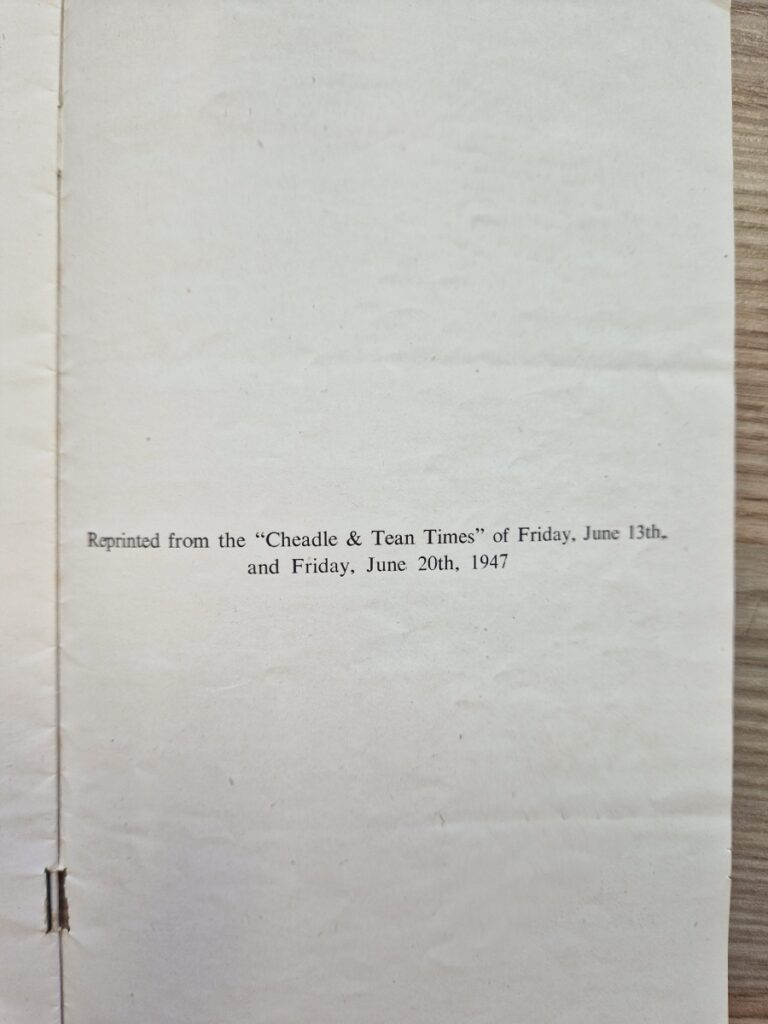 Reprinted from the “Cheadle & Tean Times” of Friday, June 13th,
and Friday, June 20th, 1947